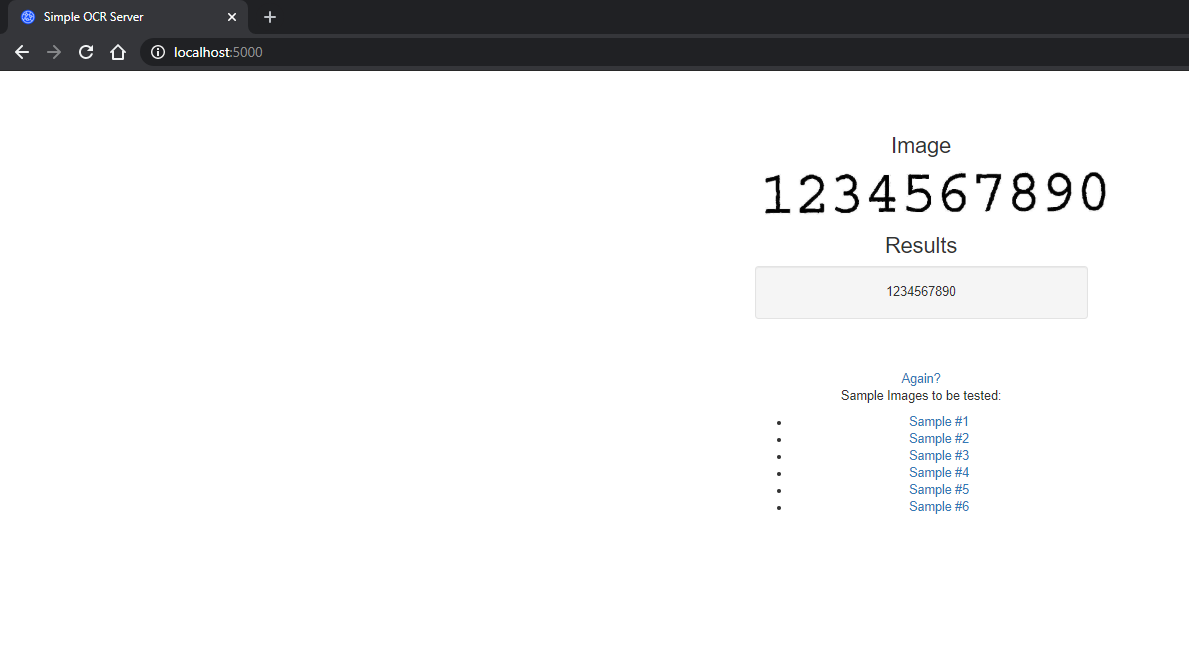 Simple OCR Server
localhost:5000
Image
1234567890
Results
1234567890
Again?
Sample Images to be tested:
Sample #1
Sample #2
Sample #3
Sample #4
Sample #5
Sample #6